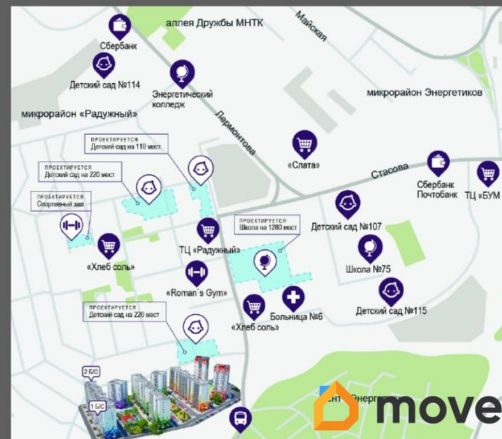 аллея Дружбы МНТК
Майская
Сбербанк
Детский сад №114
Энергетический
колледж
микрорайон Энергетиков
микрорайон «Радужный»
Лермонтова
ПРОЕКТИРУЕТСЯ
Детский сад на 110 мест
«Слата»
Стасова
ПРОЕКТИРУЕТСЯ
Детский сад на 220 мест
Сбербанк
Почтобанк
ТЦ «БУМ
ПРОЕКТИРУЕТСЯ
Спортивный зал
ПРОЕКТИРУЕТСЯ
Школа на 1280 мест
Детский сад №107
ТЦ «Радужный»
«Хлеб соль»
Школа №75
«Roman`s Gym»
«Хлеб соль»
Больница №6
Детский сад №115
ПРОЕКТИРУЕТСЯ
Детский сад на 220 мест
2 Б/С
1 Б/С
move